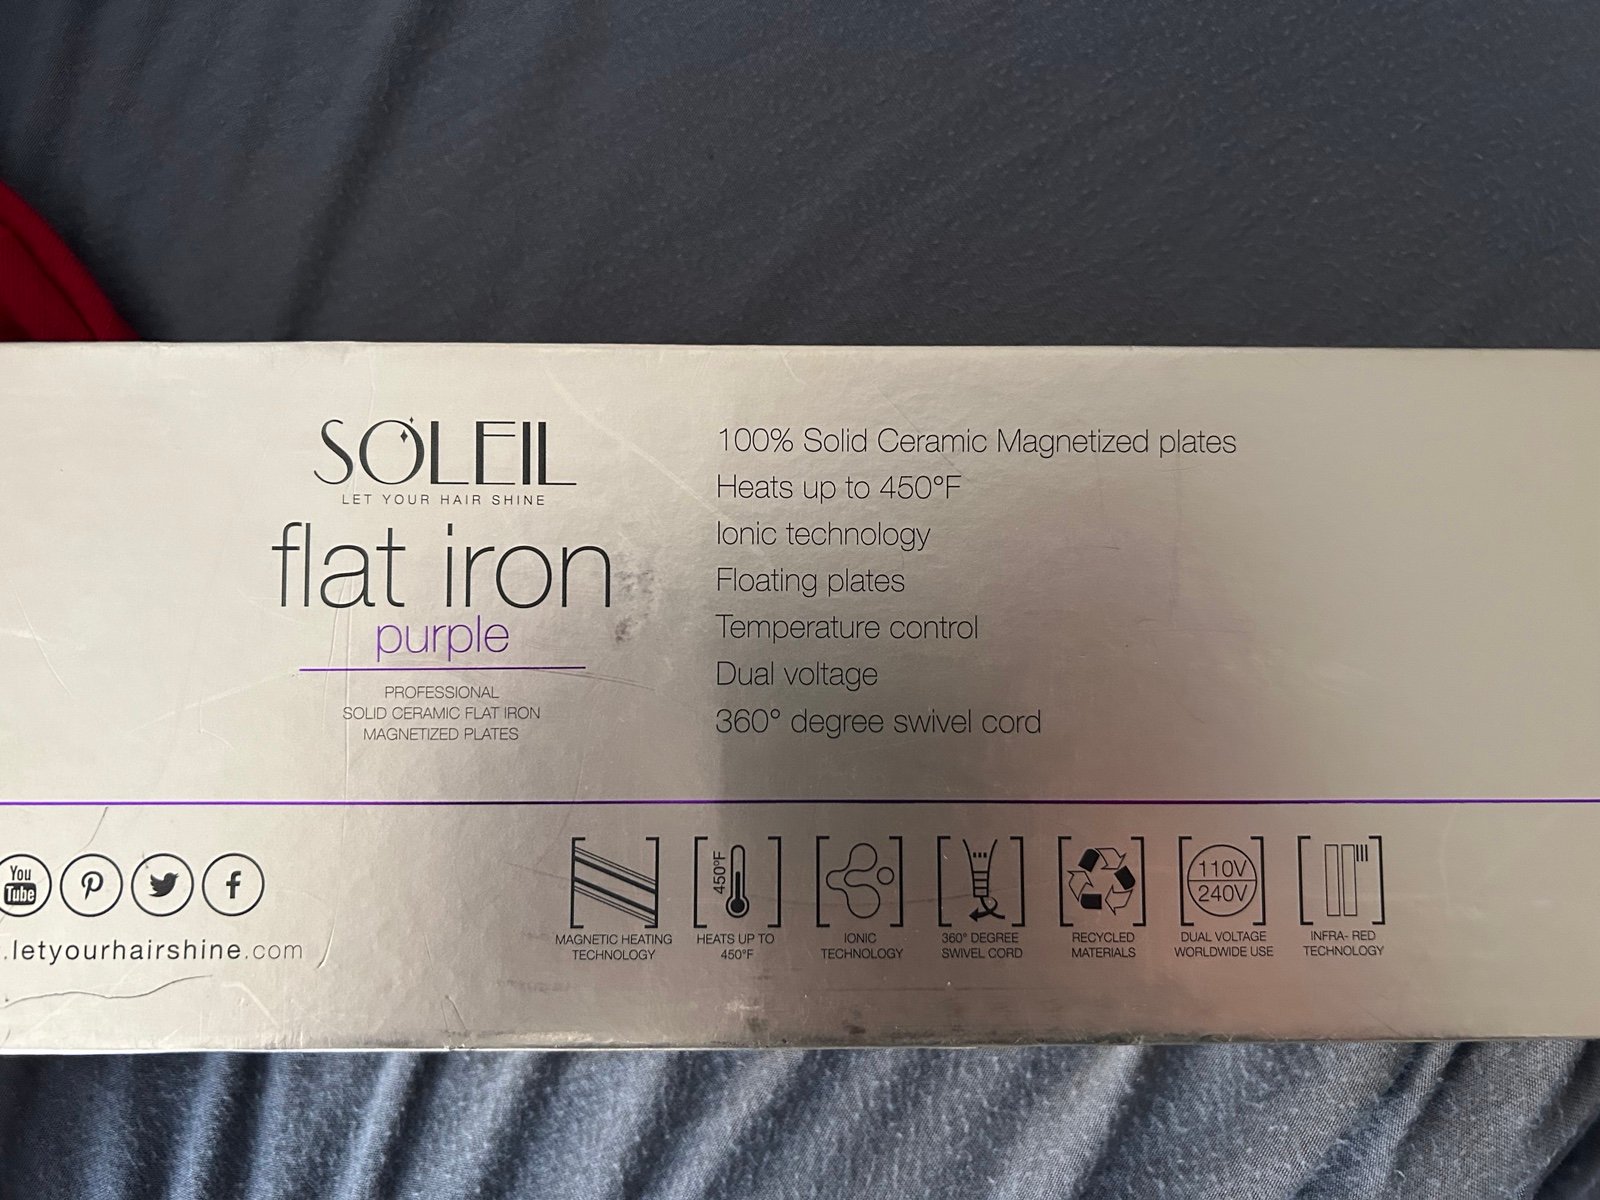 SOLEIL
LET YOUR HAIR SHINE
flat iron
purple
PROFESSIONAL
SOLID CERAMIC FLAT IRON
MAGNETIZED PLATES
100% Solid Ceramic Magnetized plates
Heats up to 450°F
Ionic technology
Floating plates
Temperature control
Dual voltage
360° degree swivel cord
You
Tube
.letyourhairshine.com
MAGNETIC HEATING
TECHNOLOGY
450°F
HEATS UP TO
450°F
IONIC
TECHNOLOGY
360° DEGREE
SWIVEL CORD
RECYCLED
MATERIALS
110V
240V
DUAL VOLTAGE
WORLDWIDE USE
INFRA- RED
TECHNOLOGY